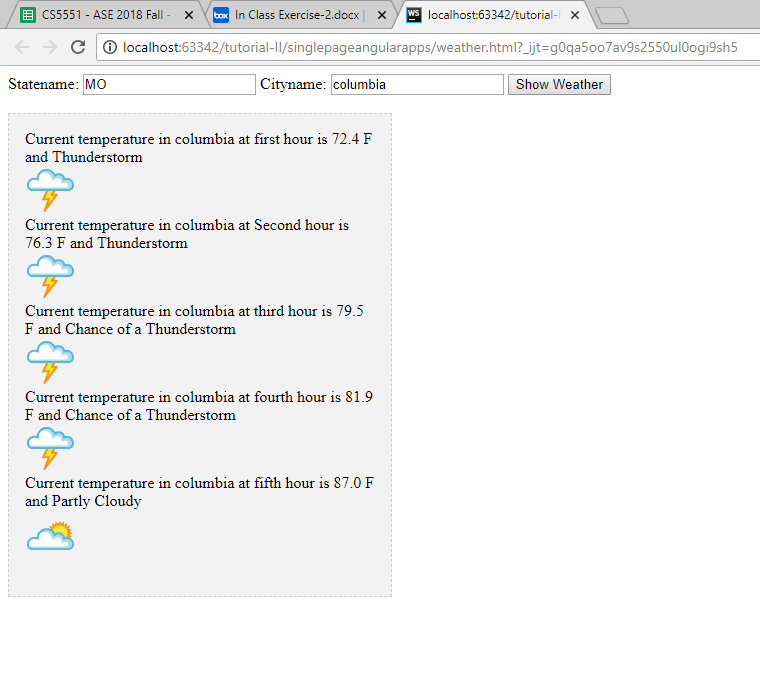 CS5551 - ASE 2018 Fall -
box In Class Exercise-2.docx |
WS localhost:63342/tutorial-I
localhost:63342/tutorial-II/singlepageangularapps/weather.html?_ijt=g0qa5oo7av9s2550ul0ogi9sh5
Statename: MO Cityname: columbia Show Weather
Current temperature in columbia at first hour is 72.4 F
and Thunderstorm
Current temperature in columbia at Second hour is
76.3 F and Thunderstorm
Current temperature in columbia at third hour is 79.5
F and Chance of a Thunderstorm
Current temperature in columbia at fourth hour is 81.9
F and Chance of a Thunderstorm
Current temperature in columbia at fifth hour is 87.0 F
and Partly Cloudy